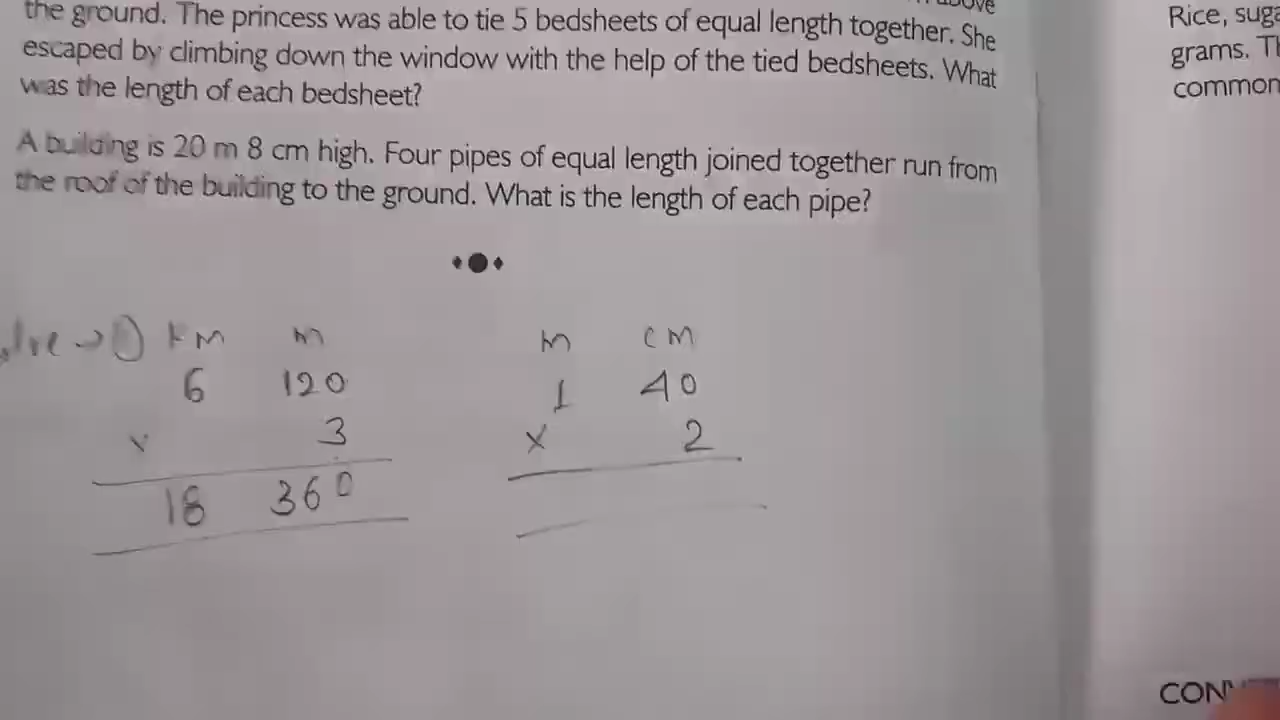 above
the ground. The princess was able to tie 5 bedsheets of equal length together. She
escaped by climbing down the window with the help of the tied bedsheets. What
was the length of each bedsheet?
A building is 20 m 8 cm high. Four pipes of equal length joined together run from
the roof of the building to the ground. What is the length of each pipe?
→ 1) KM m
6 120
× 3
18 360
m CM
1 40
× 2
Rice,
grams.
common